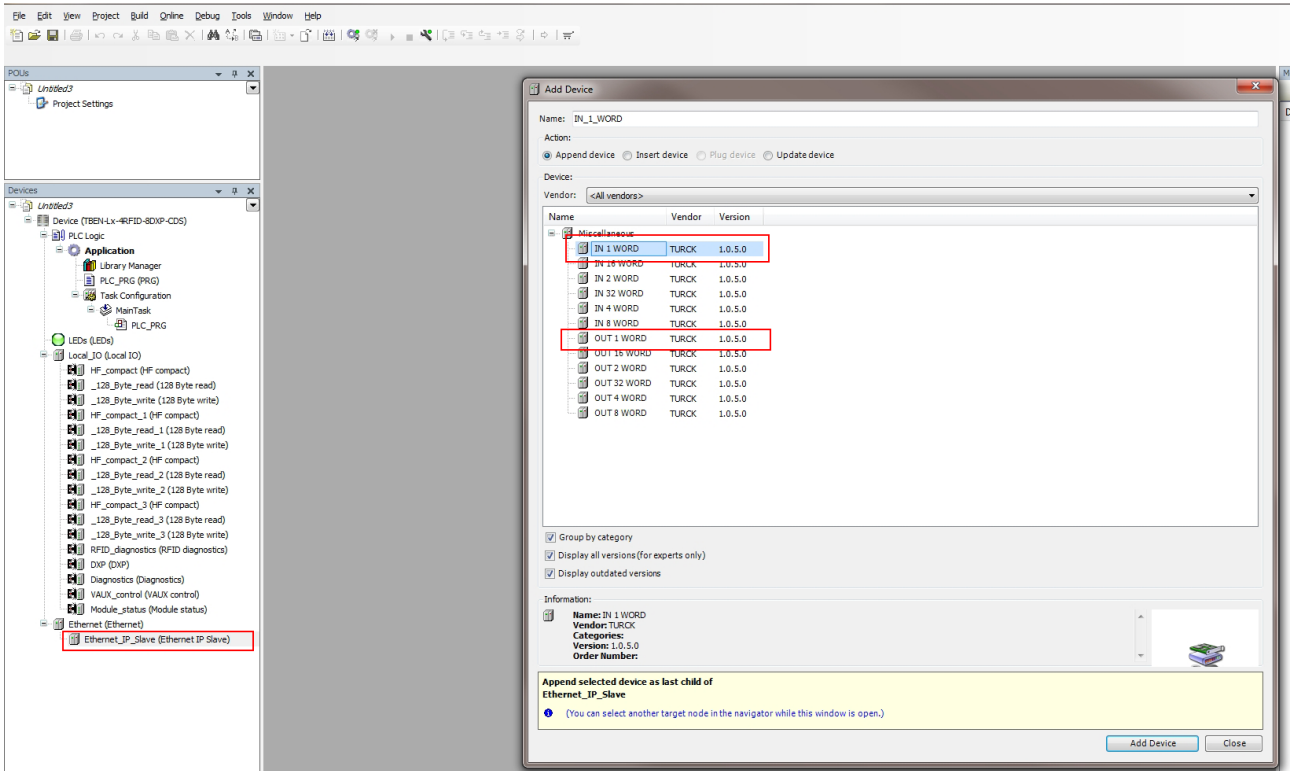 File Edit View Project Build Online Debug Tools Window Help
POUs
Untitled3
Project Settings
Devices
Untitled3
Device (TBEN-Lx-4RFID-8DXP-CDS)
PLC Logic
Application
Library Manager
PLC_PRG (PRG)
Task Configuration
MainTask
PLC_PRG
LEDs (LEDs)
Local_IO (Local IO)
HF_compact (HF compact)
_128_Byte_read (128 Byte read)
_128_Byte_write (128 Byte write)
HF_compact_1 (HF compact)
_128_Byte_read_1 (128 Byte read)
_128_Byte_write_1 (128 Byte write)
HF_compact_2 (HF compact)
_128_Byte_read_2 (128 Byte read)
_128_Byte_write_2 (128 Byte write)
HF_compact_3 (HF compact)
_128_Byte_read_3 (128 Byte read)
_128_Byte_write_3 (128 Byte write)
RFID_diagnostics (RFID diagnostics)
DXP (DXP)
Diagnostics (Diagnostics)
VAUX_control (VAUX control)
Module_status (Module status)
Ethernet (Ethernet)
Ethernet_IP_Slave (Ethernet IP Slave)
Add Device
Name: IN_1_WORD
Action:
Append device Insert device Plug device Update device
Device:
Vendor: <All vendors>
Name Vendor Version
Miscellaneous
IN 1 WORD TURCK 1.0.5.0
IN 16 WORD TURCK 1.0.5.0
IN 2 WORD TURCK 1.0.5.0
IN 32 WORD TURCK 1.0.5.0
IN 4 WORD TURCK 1.0.5.0
IN 8 WORD TURCK 1.0.5.0
OUT 1 WORD TURCK 1.0.5.0
OUT 16 WORD TURCK 1.0.5.0
OUT 2 WORD TURCK 1.0.5.0
OUT 32 WORD TURCK 1.0.5.0
OUT 4 WORD TURCK 1.0.5.0
OUT 8 WORD TURCK 1.0.5.0
Group by category
Display all versions (for experts only)
Display outdated versions
Information:
Name: IN 1 WORD
Vendor: TURCK
Categories:
Version: 1.0.5.0
Order Number:
Append selected device as last child of
Ethernet_IP_Slave
(You can select another target node in the navigator while this window is open.)
Add Device Close